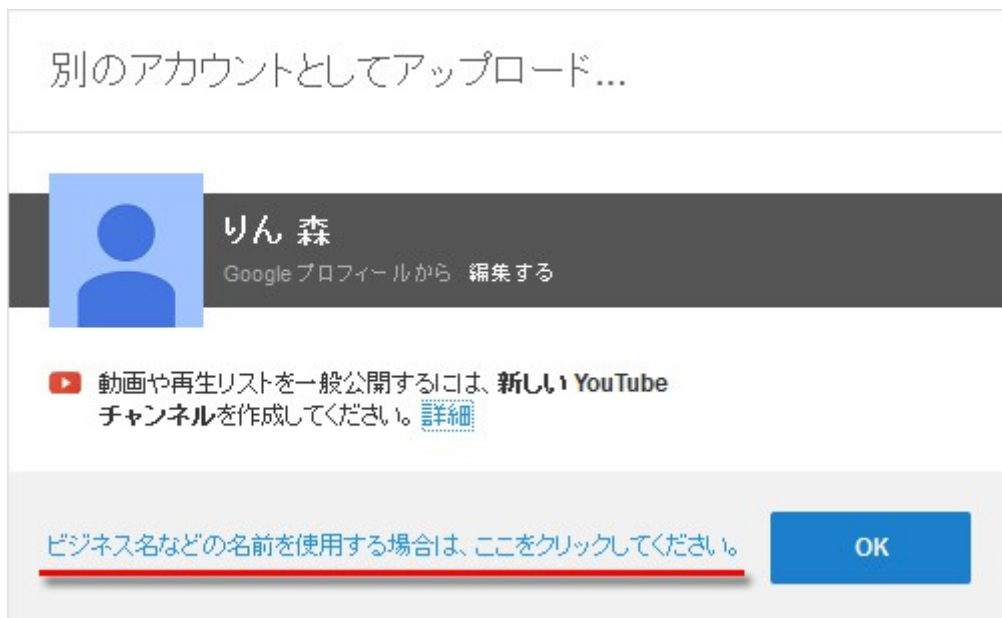 別のアカウントとしてアップロード...
りん 森
Googleプロフィールから 編集する
動画や再生リストを一般公開するには、新しい YouTube
チャンネルを作成してください。詳細
ビジネス名などの名前を使用する場合は、ここをクリックしてください。
OK